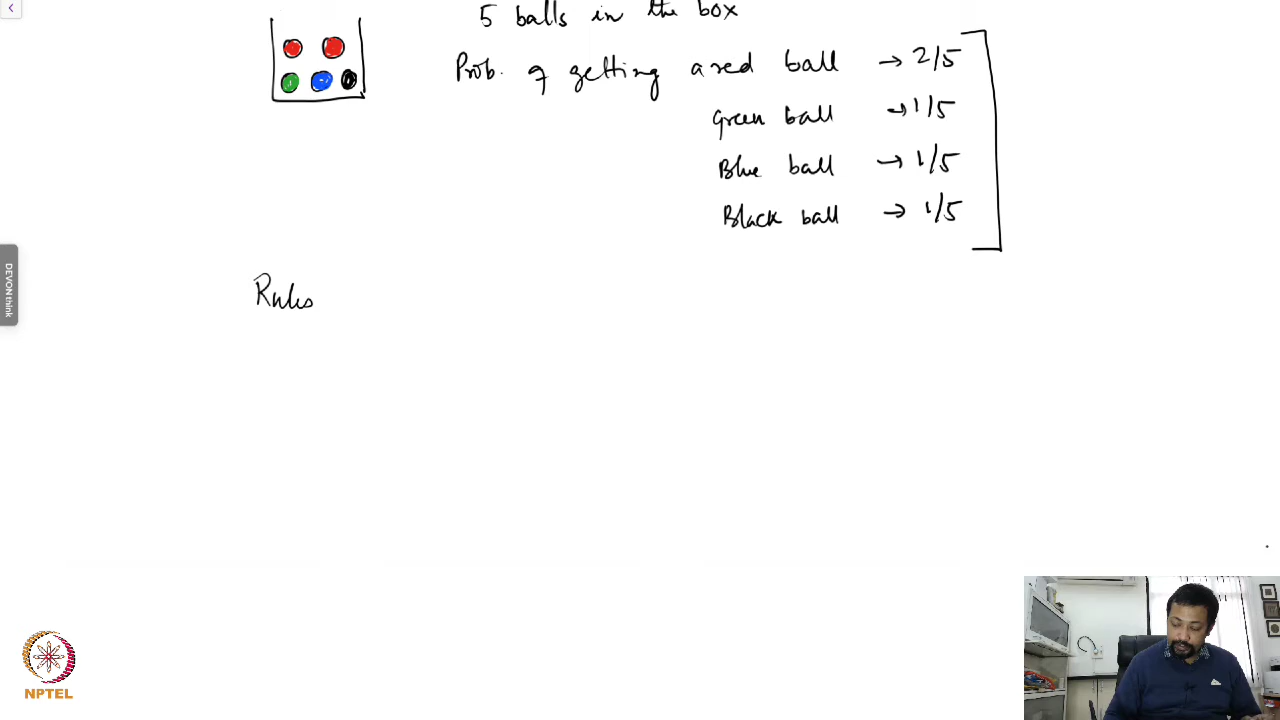 5 balls in the box
Prob. of getting a red ball → 2/5
Green ball → 1/5
Blue ball → 1/5
Black ball → 1/5
Rules
DEVONthink
NPTEL